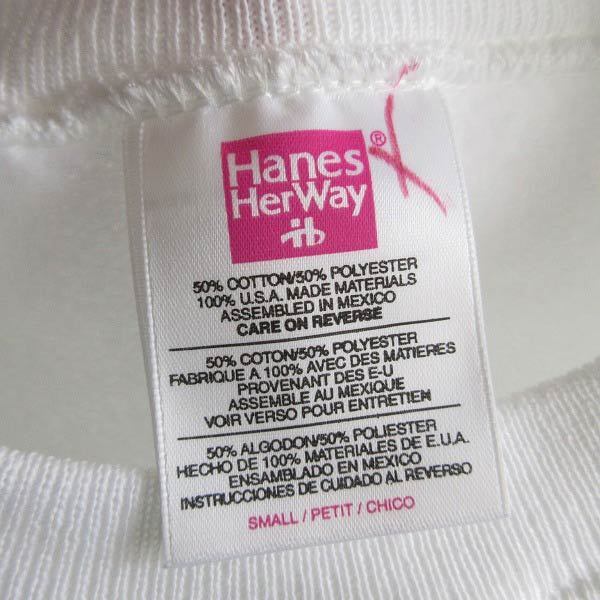 Hanes
HerWay
®
50% COTTON/50% POLYESTER
100% U.S.A. MADE MATERIALS
ASSEMBLED IN MEXICO
CARE ON REVERSE
50% COTON/50% POLYESTER
FABRIQUE A 100% AVEC DES MATIERES
PROVENANT DES E-U
ASSEMBLE AU MEXIQUE
VOIR VERSO POUR ENTRETIEN
50% ALGODON/50% POLIESTER
HECHO DE 100% MATERIALES DE E.U.A.
ENSAMBLADO EN MEXICO
INSTRUCCIONES DE CUIDADO AL REVERSO
SMALL / PETIT / CHICO